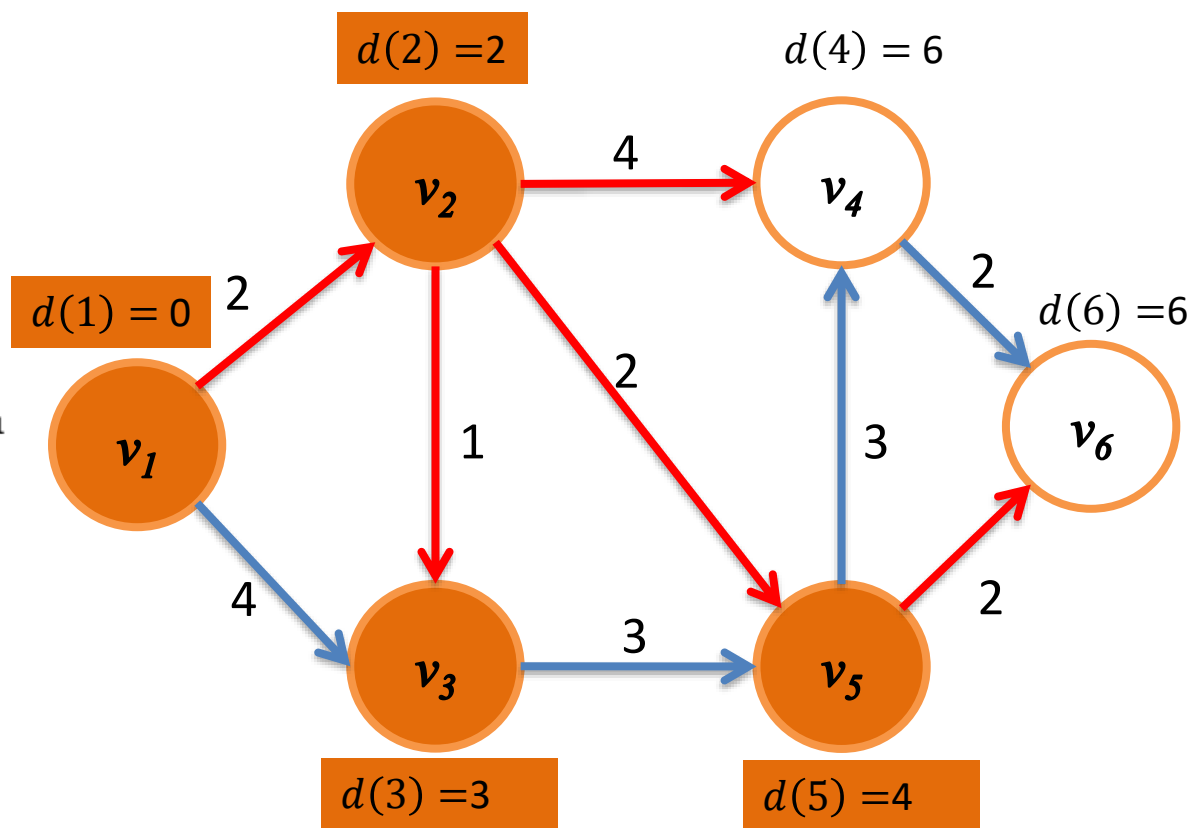 d(2) =2
d(4) = 6
4
v2
v4
2
2
d(1) = 0
d(6) =6
2
1
3
v1
v6
4
3
2
v3
v5
d(3) =3
d(5) =4